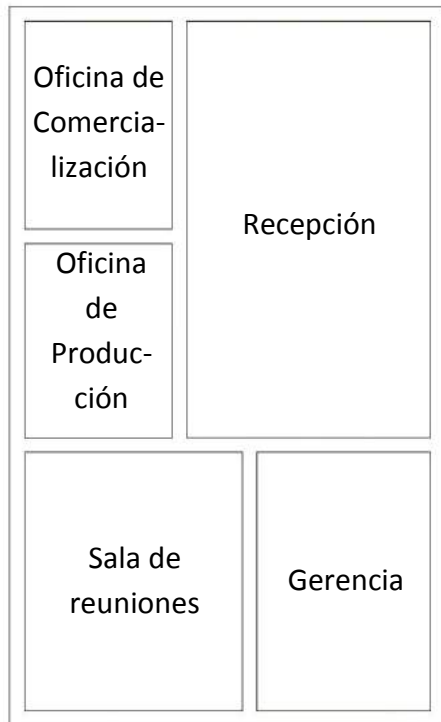 Oficina de
Comercia-
lización
Recepción
Oficina
de
Produc-
ción
Sala de
reuniones
Gerencia